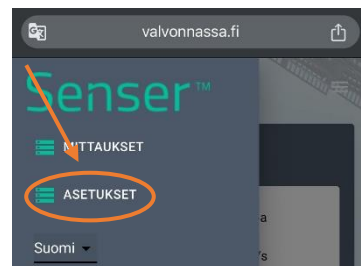 valvonnassa.fi
Senser™
MITTAUKSET
ASETUKSET
a
Suomi
's